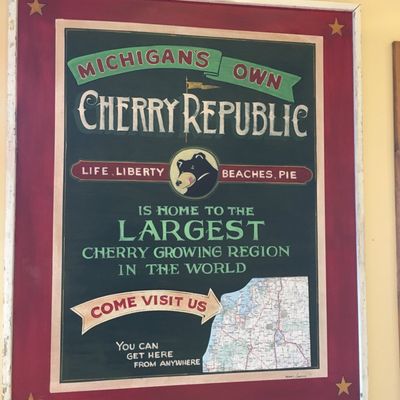 MICHIGAN'S OWN
CHERRY REPUBLIC
LIFE, LIBERTY BEACHES, PIE
IS HOME TO THE
LARGEST
CHERRY GROWING REGION
IN THE WORLD
COME VISIT US
YOU CAN
GET HERE
FROM ANYWHERE